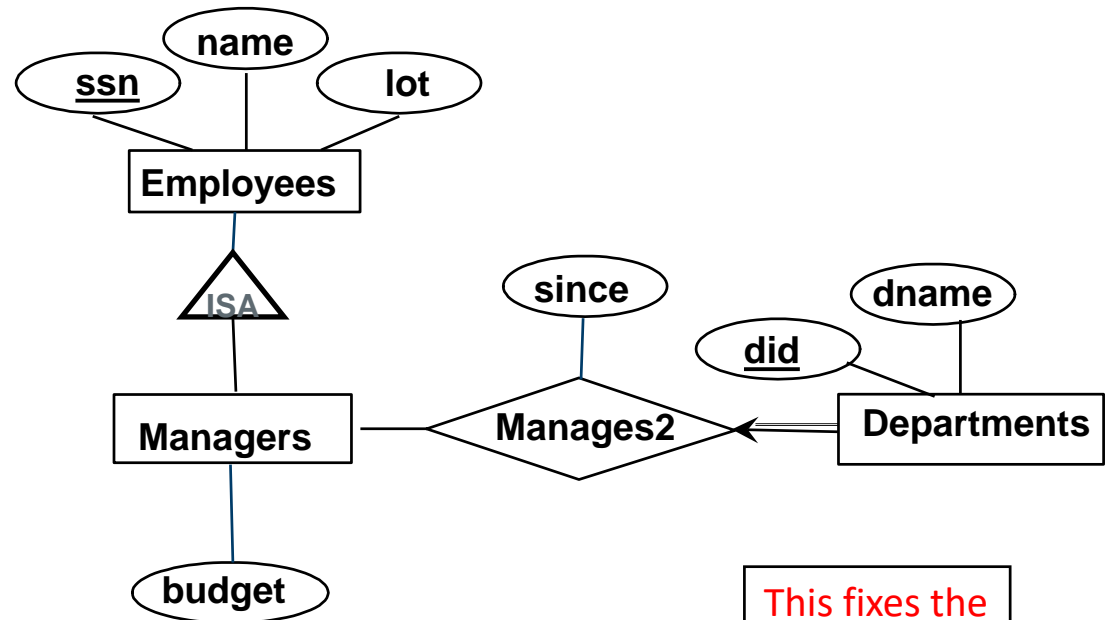 name
ssn
lot
Employees
ISA
since
dname
did
Managers
Manages2
Departments
budget
This fixes the